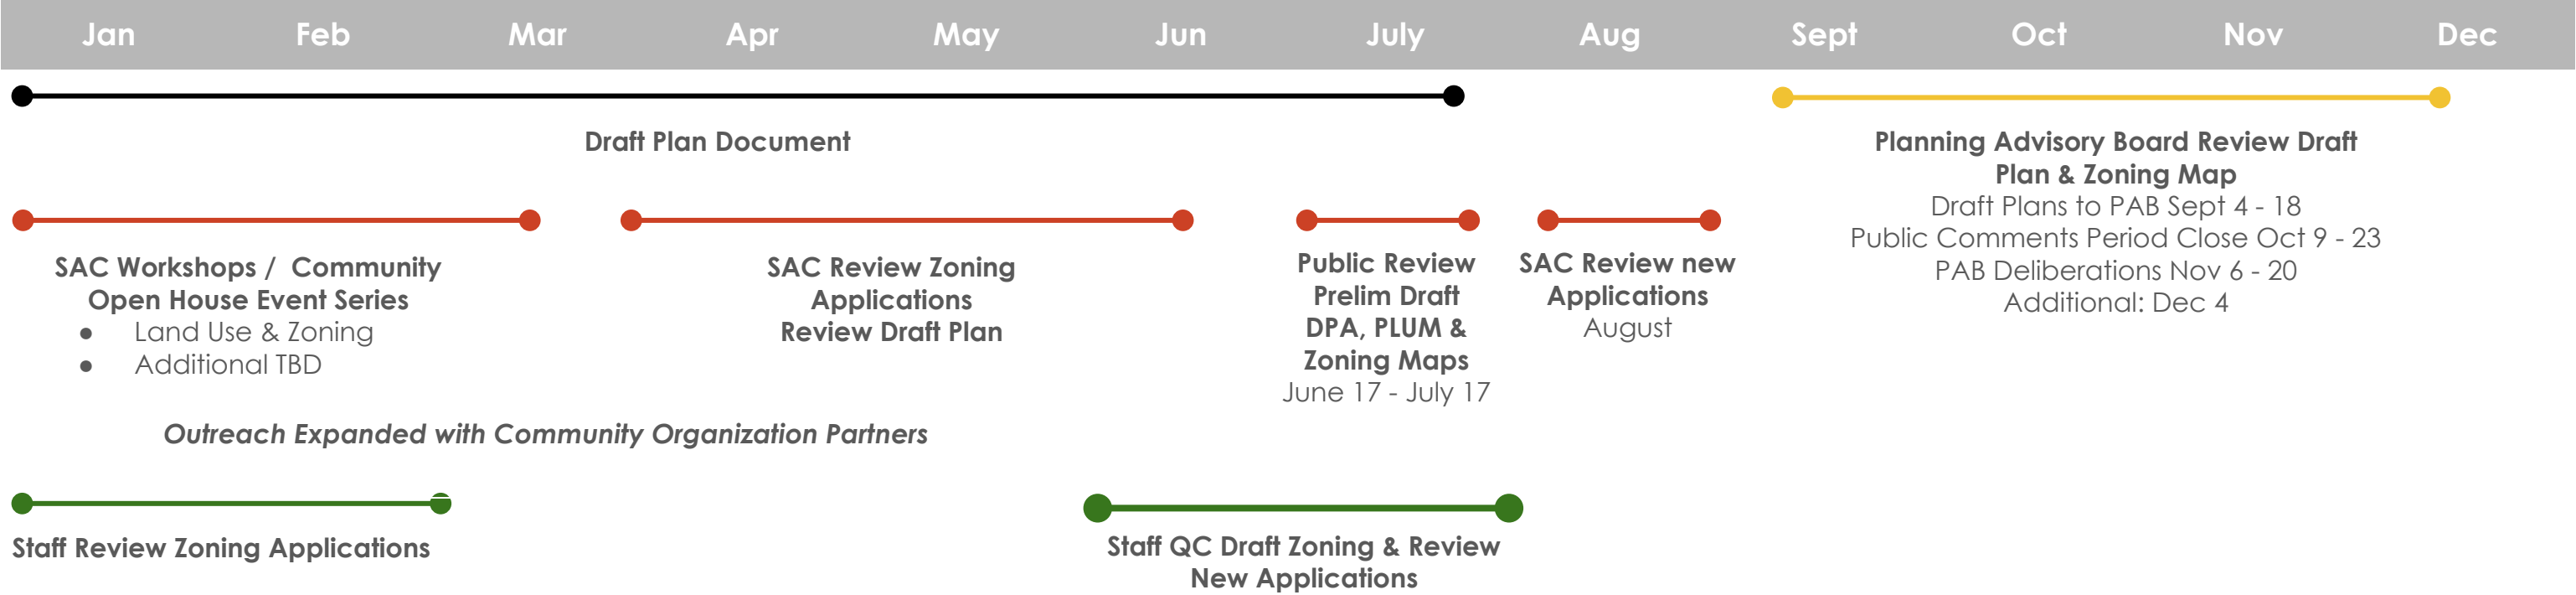 Jan Feb Mar Apr May Jun July Aug Sept Oct Nov Dec
Draft Plan Document
Planning Advisory Board Review Draft
Plan & Zoning Map
Draft Plans to PAB Sept 4 - 18
Public Comments Period Close Oct 9 - 23
PAB Deliberations Nov 6 - 20
Additional: Dec 4
SAC Workshops / Community
Open House Event Series
● Land Use & Zoning
● Additional TBD
SAC Review Zoning
Applications
Review Draft Plan
Public Review
Prelim Draft
DPA, PLUM &
Zoning Maps
June 17 - July 17
SAC Review new
Applications
August
Outreach Expanded with Community Organization Partners
Staff Review Zoning Applications
Staff QC Draft Zoning & Review
New Applications